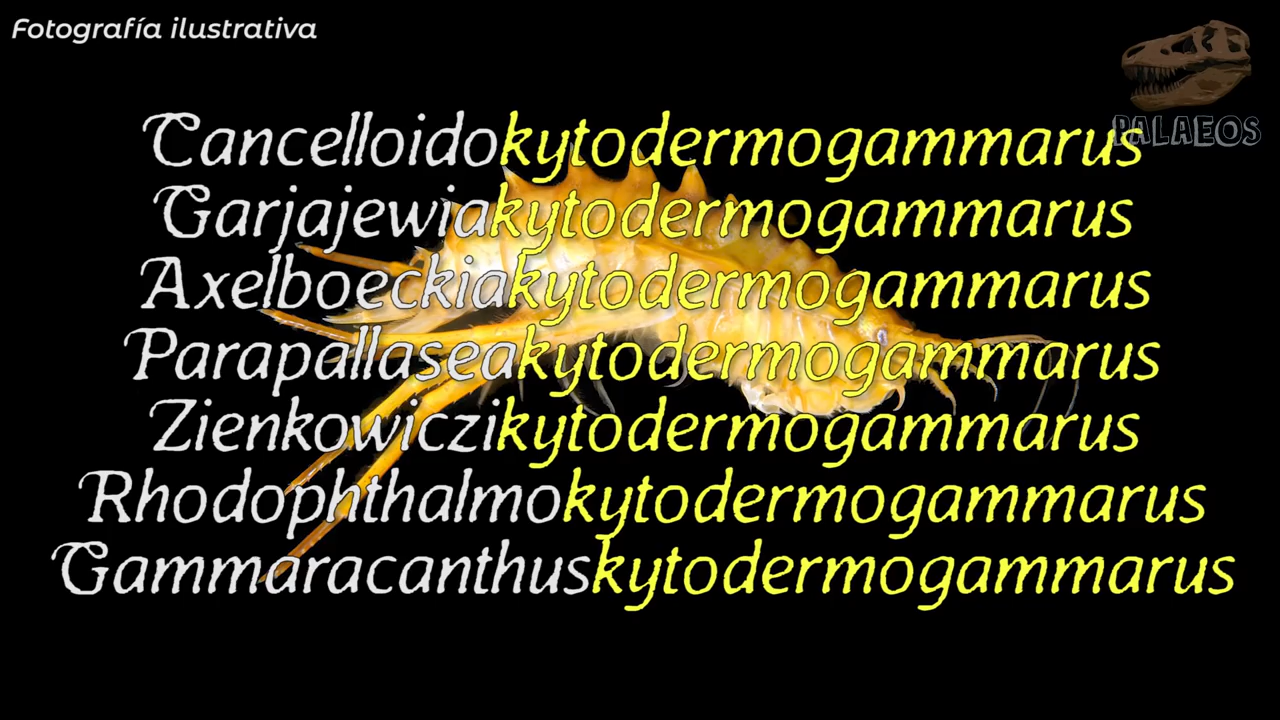 Fotografía ilustrativa
PALAEOS
Cancelloidokytodermogammarus
Garjajewiakytodermogammarus
Axelboeckiakytodermogammarus
Parapallaseakytodermogammarus
Zienkowiczikytodermogammarus
Rhodophthalmokytodermogammarus
Gammaracanthuskytodermogammarus